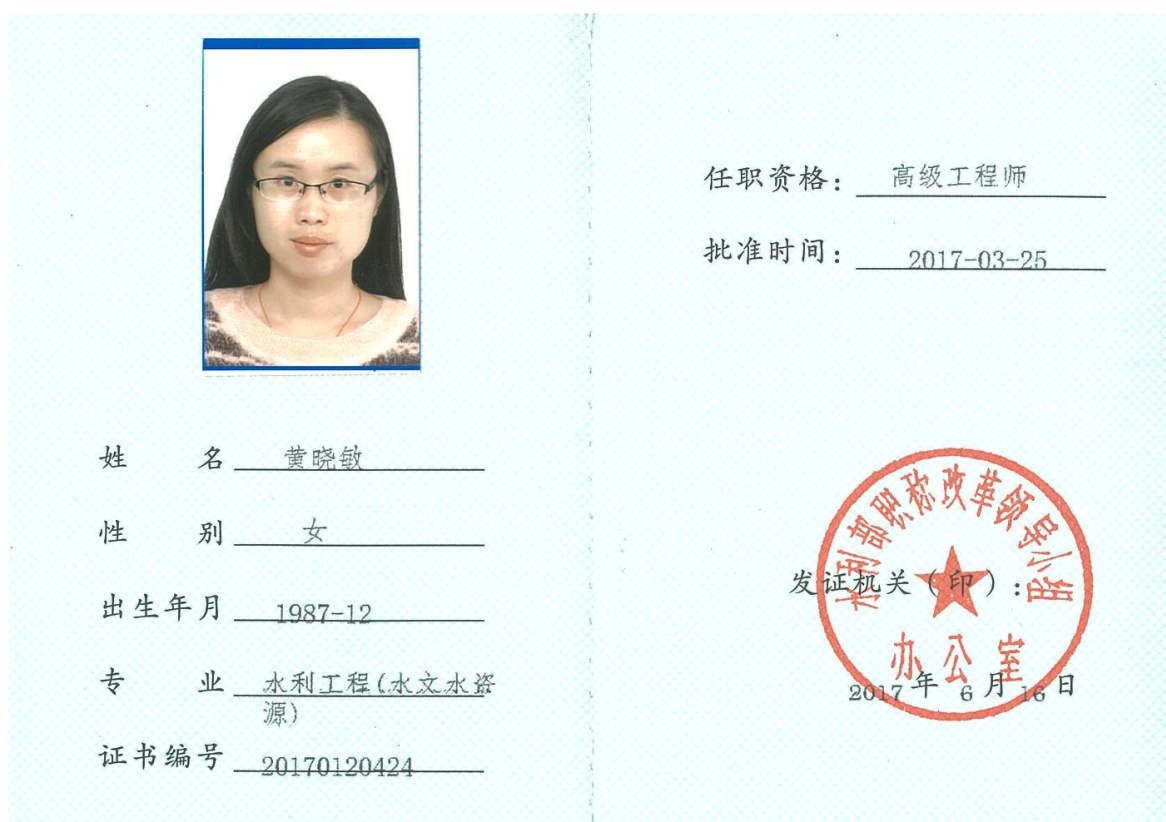 姓 名 黄晓敏
性 别 女
出生年月 1987-12
专 业 水利工程(水文水资
源)
证书编号 20170120424
任职资格: 高级工程师
批准时间: 2017-03-25
水利部职称改革领导小组
发证机关(印):
办公室
2017年 6月16日